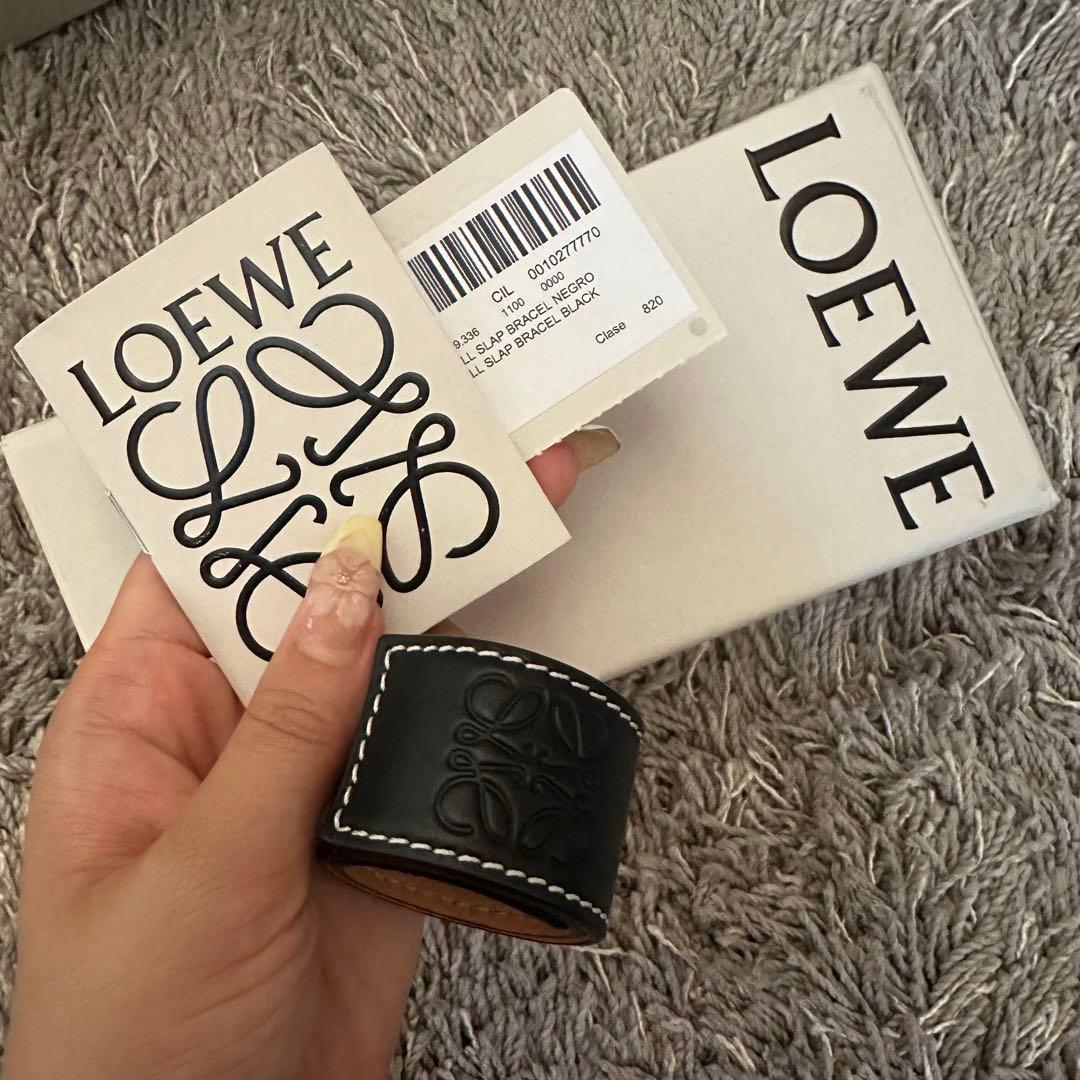 LOEWE
CIL 0010277770
9.336 1100 0000
LL SLAP BRACEL NEGRO
LL SLAP BRACEL BLACK
Clase 820
LOEWE